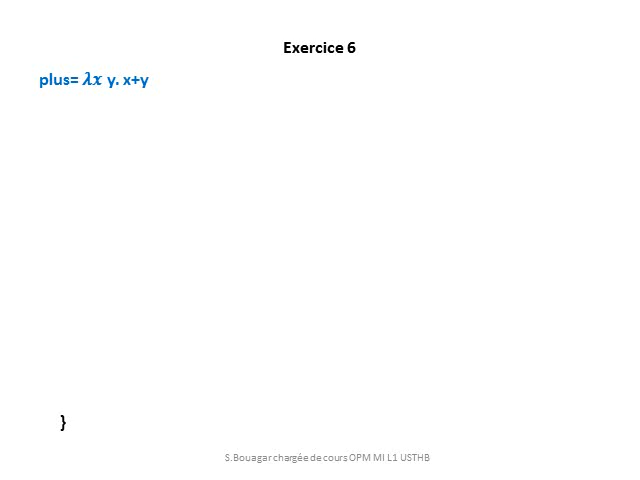 Exercice 6
plus= 𝝀𝒙 y. x+y
}
S.Bouagar chargée de cours OPM MI L1 USTHB